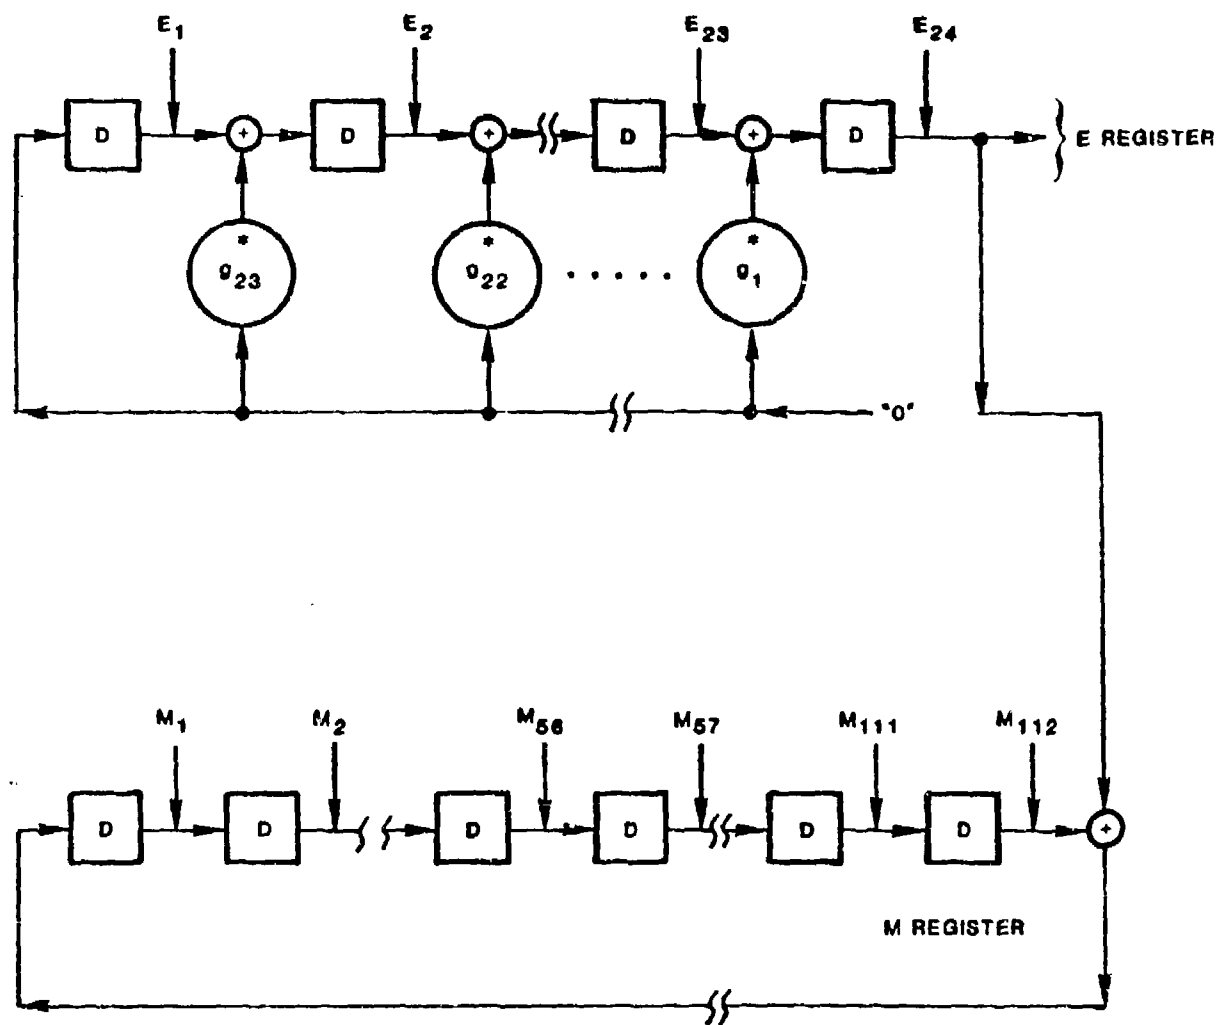 E1 E2 E23 E24
D + D + D + D } E REGISTER
* * *
g23 g22 ..... g1
"0"
M1 M2 M56 M57 M111 M112
D D D D D D +
M REGISTER